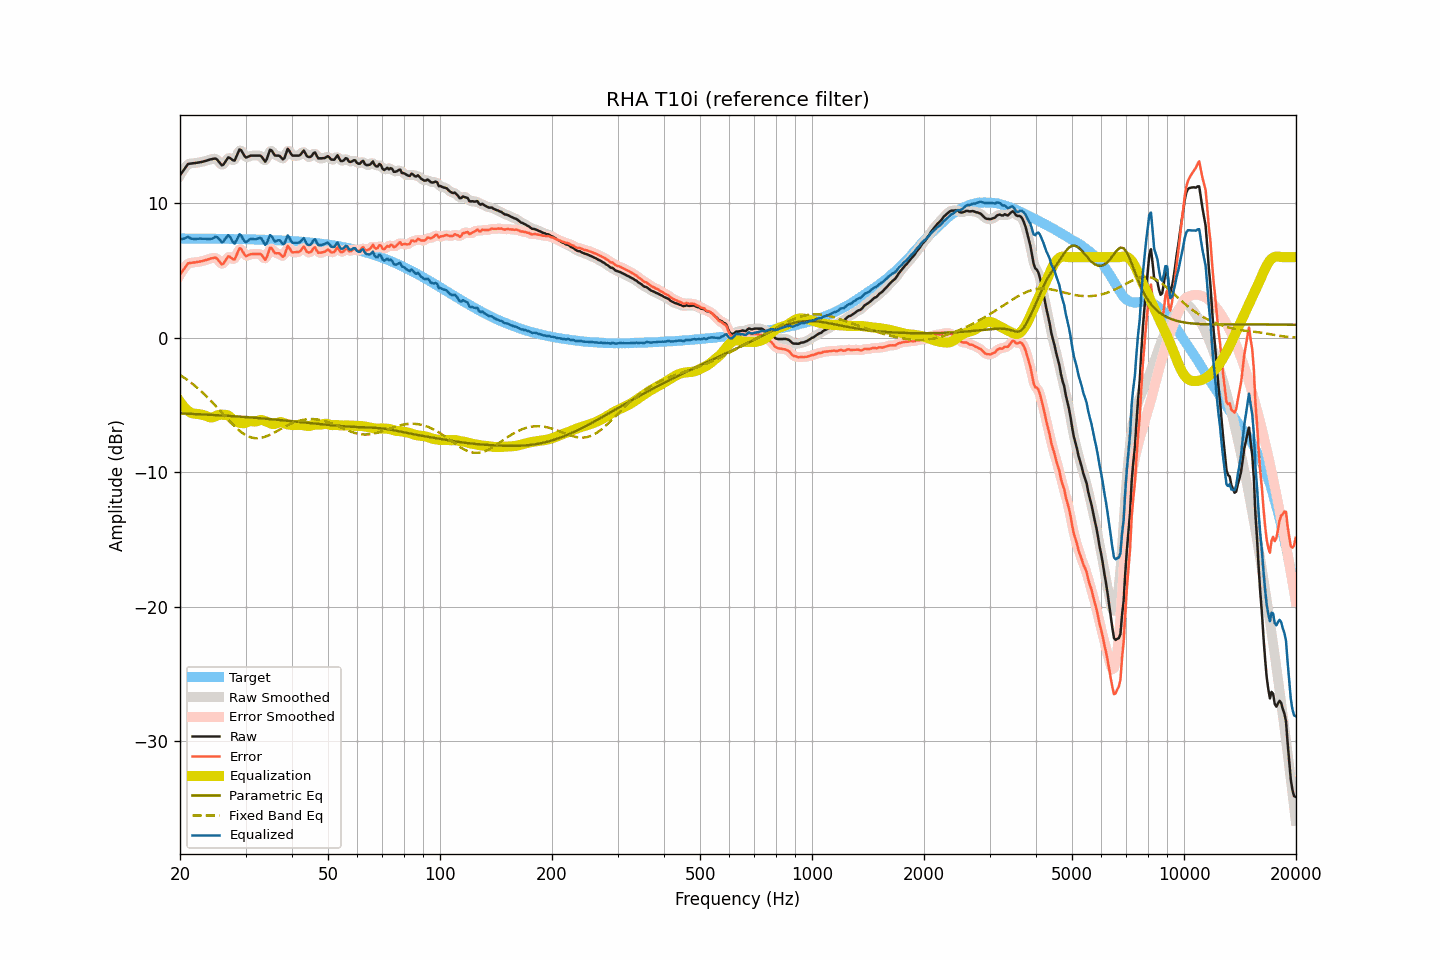 RHA T10i (reference filter)
Amplitude (dBr)
10
0
−10
−20
−30
Target
Raw Smoothed
Error Smoothed
Raw
Error
Equalization
Parametric Eq
Fixed Band Eq
Equalized
20 50 100 200 500 1000 2000 5000 10000 20000
Frequency (Hz)